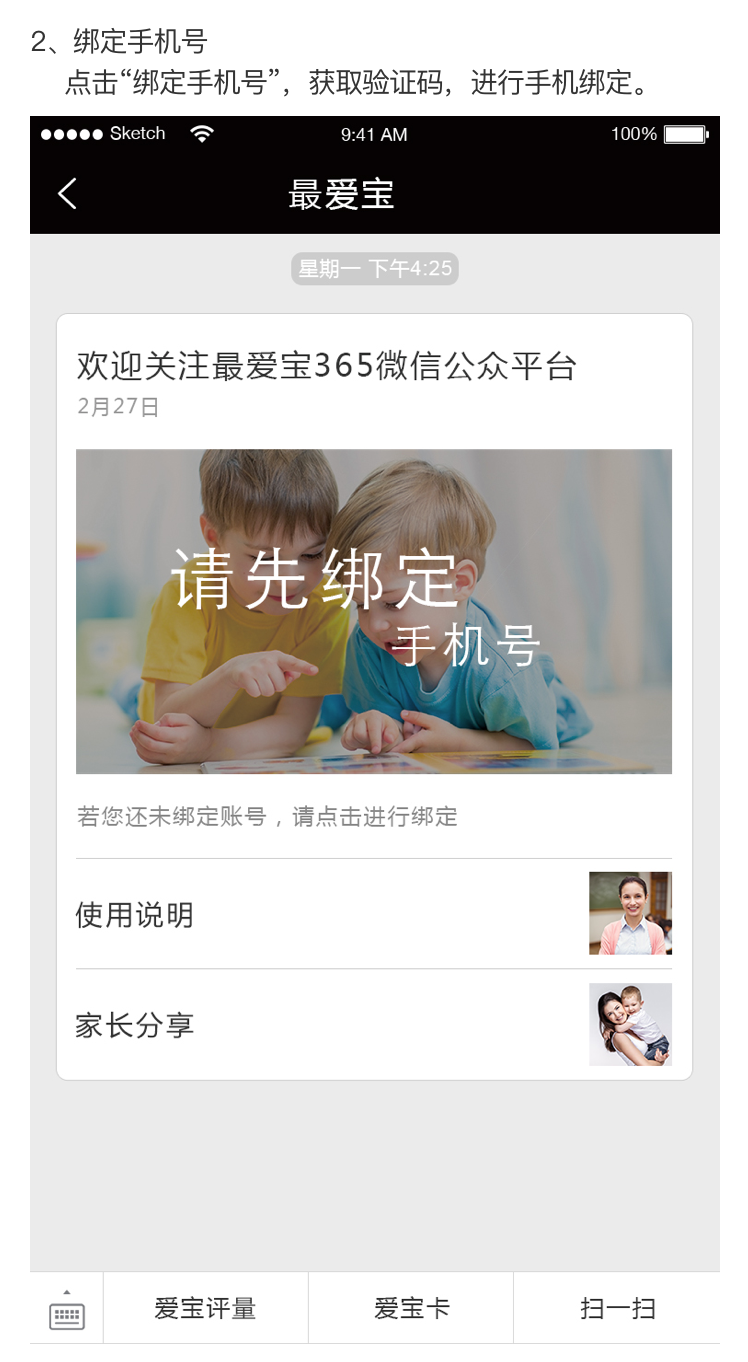 2、绑定手机号
点击“绑定手机号”，获取验证码，进行手机绑定。
Sketch 9:41 AM 100%
最爱宝
星期一 下午4:25
欢迎关注最爱宝365微信公众平台
2月27日
请先绑定
手机号
若您还未绑定账号，请点击进行绑定
使用说明
家长分享
爱宝评量 爱宝卡 扫一扫